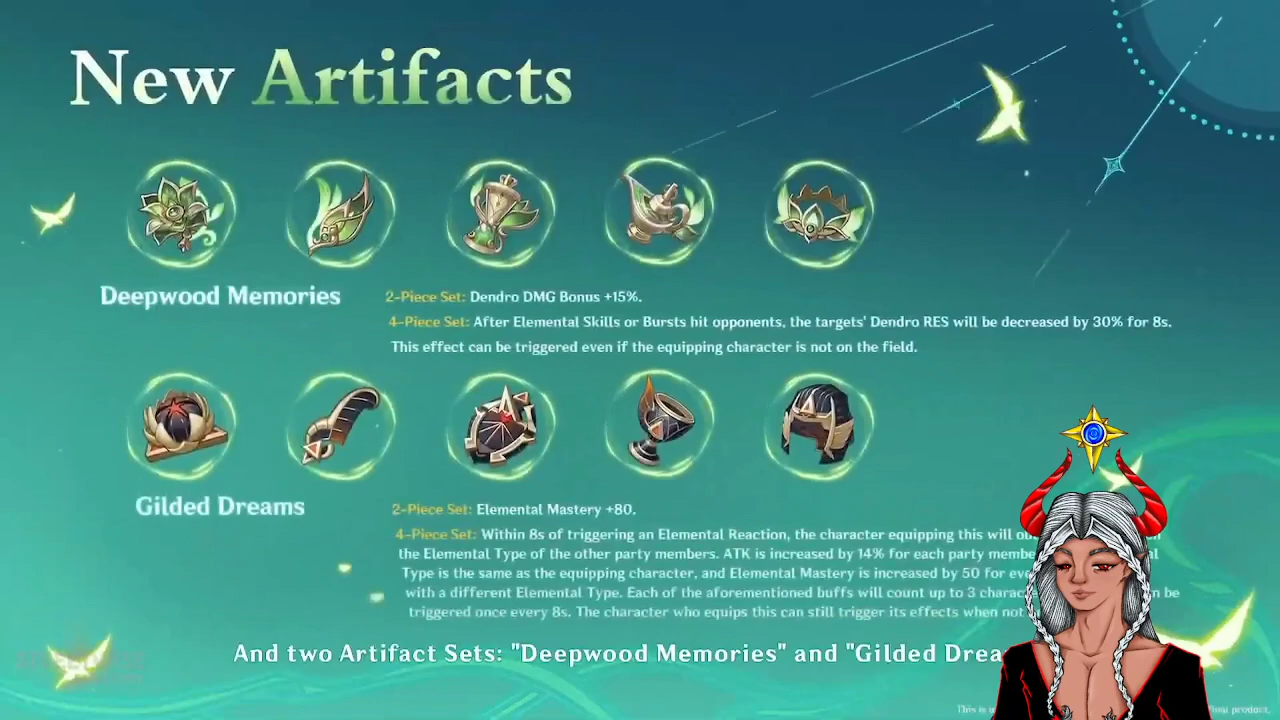 New Artifacts
Deepwood Memories
2-Piece Set: Dendro DMG Bonus +15%.
4-Piece Set: After Elemental Skills or Bursts hit opponents, the targets' Dendro RES will be decreased by 30% for 8s.
This effect can be triggered even if the equipping character is not on the field.
Gilded Dreams
2-Piece Set: Elemental Mastery +80.
4-Piece Set: Within 8s of triggering an Elemental Reaction, the character equipping this will
the Elemental Type of the other party members. ATK is increased by 14% for each party
Type is the same as the equipping character, and Elemental Mastery is increased by 50 for
with a different Elemental Type. Each of the aforementioned buffs will count up to 3 be
triggered once every 8s. The character who equips this can still trigger its effects when not
And two Artifact Sets: "Deepwood Memories" and "Gilded
This is final product.